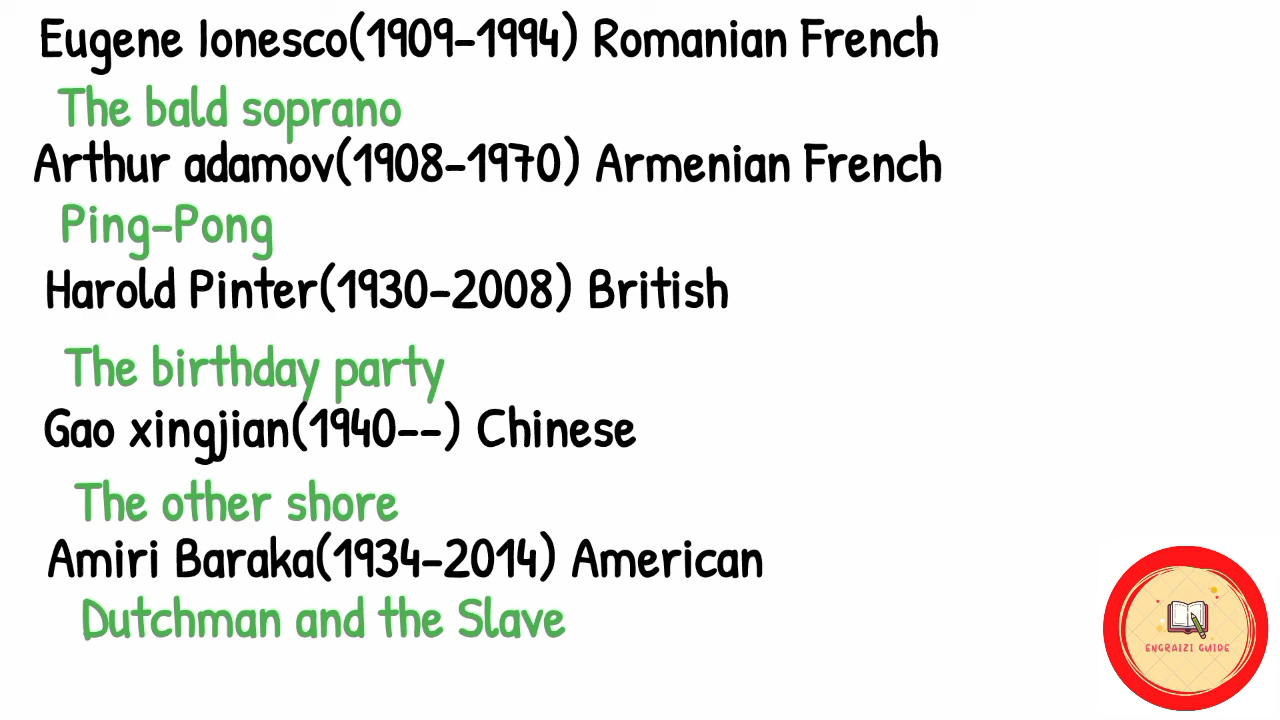 Eugene Ionesco(1909-1994) Romanian French
The bald soprano
Arthur adamov(1908-1970) Armenian French
Ping-Pong
Harold Pinter(1930-2008) British
The birthday party
Gao xingjian(1940--) Chinese
The other shore
Amiri Baraka(1934-2014) American
Dutchman and the Slave
ENGRAIZI GUIDE